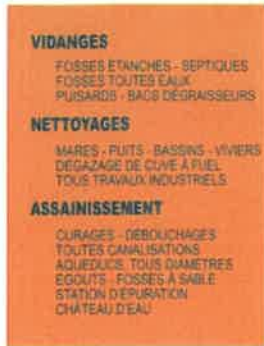 VIDANGES
FOSSES ETANCHES - SEPTIQUES
FOSSES TOUTES EAUX
PUISARDS - BACS DÉGRAISSEURS
NETTOYAGES
MARES - PUITS - BASSINS - VIVIERS
DÉGAZAGE DE CUVE À FUEL
TOUS TRAVAUX INDUSTRIELS
ASSAINISSEMENT
CURAGES - DÉBOUCHAGES
TOUTES CANALISATIONS
AQUEDUCS, TOUS DIAMÈTRES
EGOUTS - FOSSES À SABLE
STATION D'ÉPURATION
CHÂTEAU D'EAU